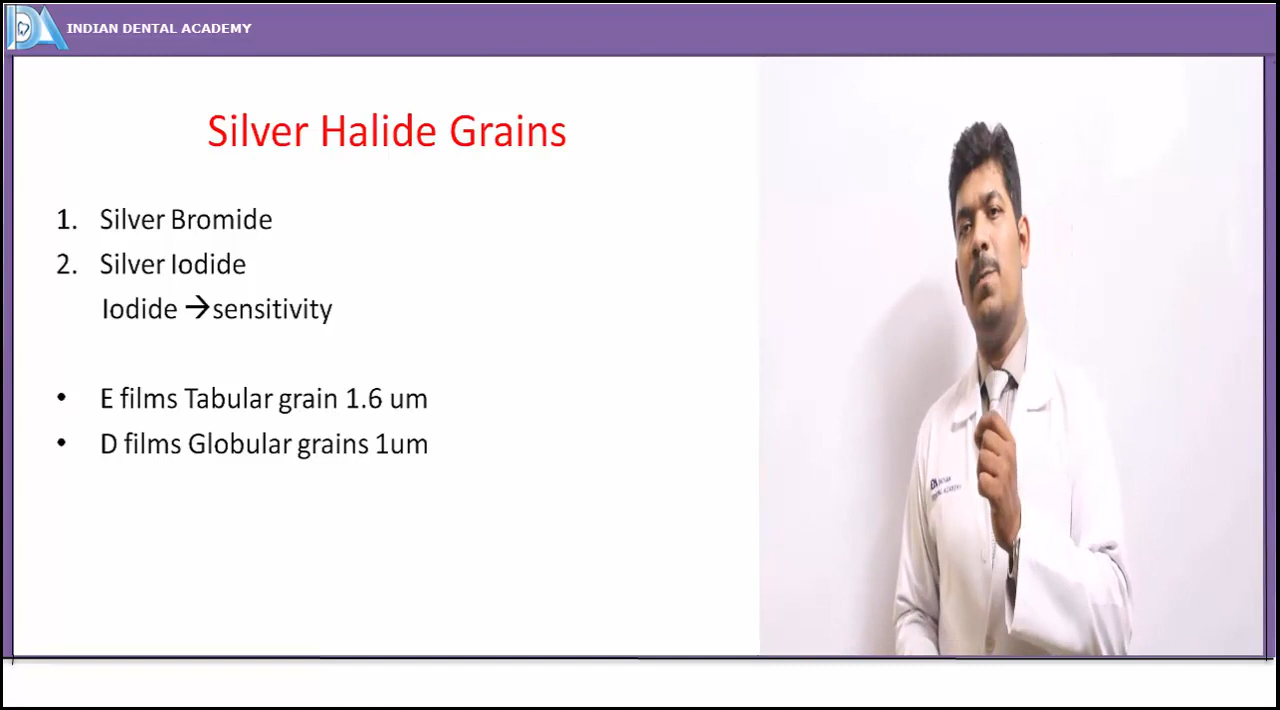 INDIAN DENTAL ACADEMY
Silver Halide Grains
1. Silver Bromide
2. Silver Iodide
Iodide →sensitivity
• E films Tabular grain 1.6 um
• D films Globular grains 1um